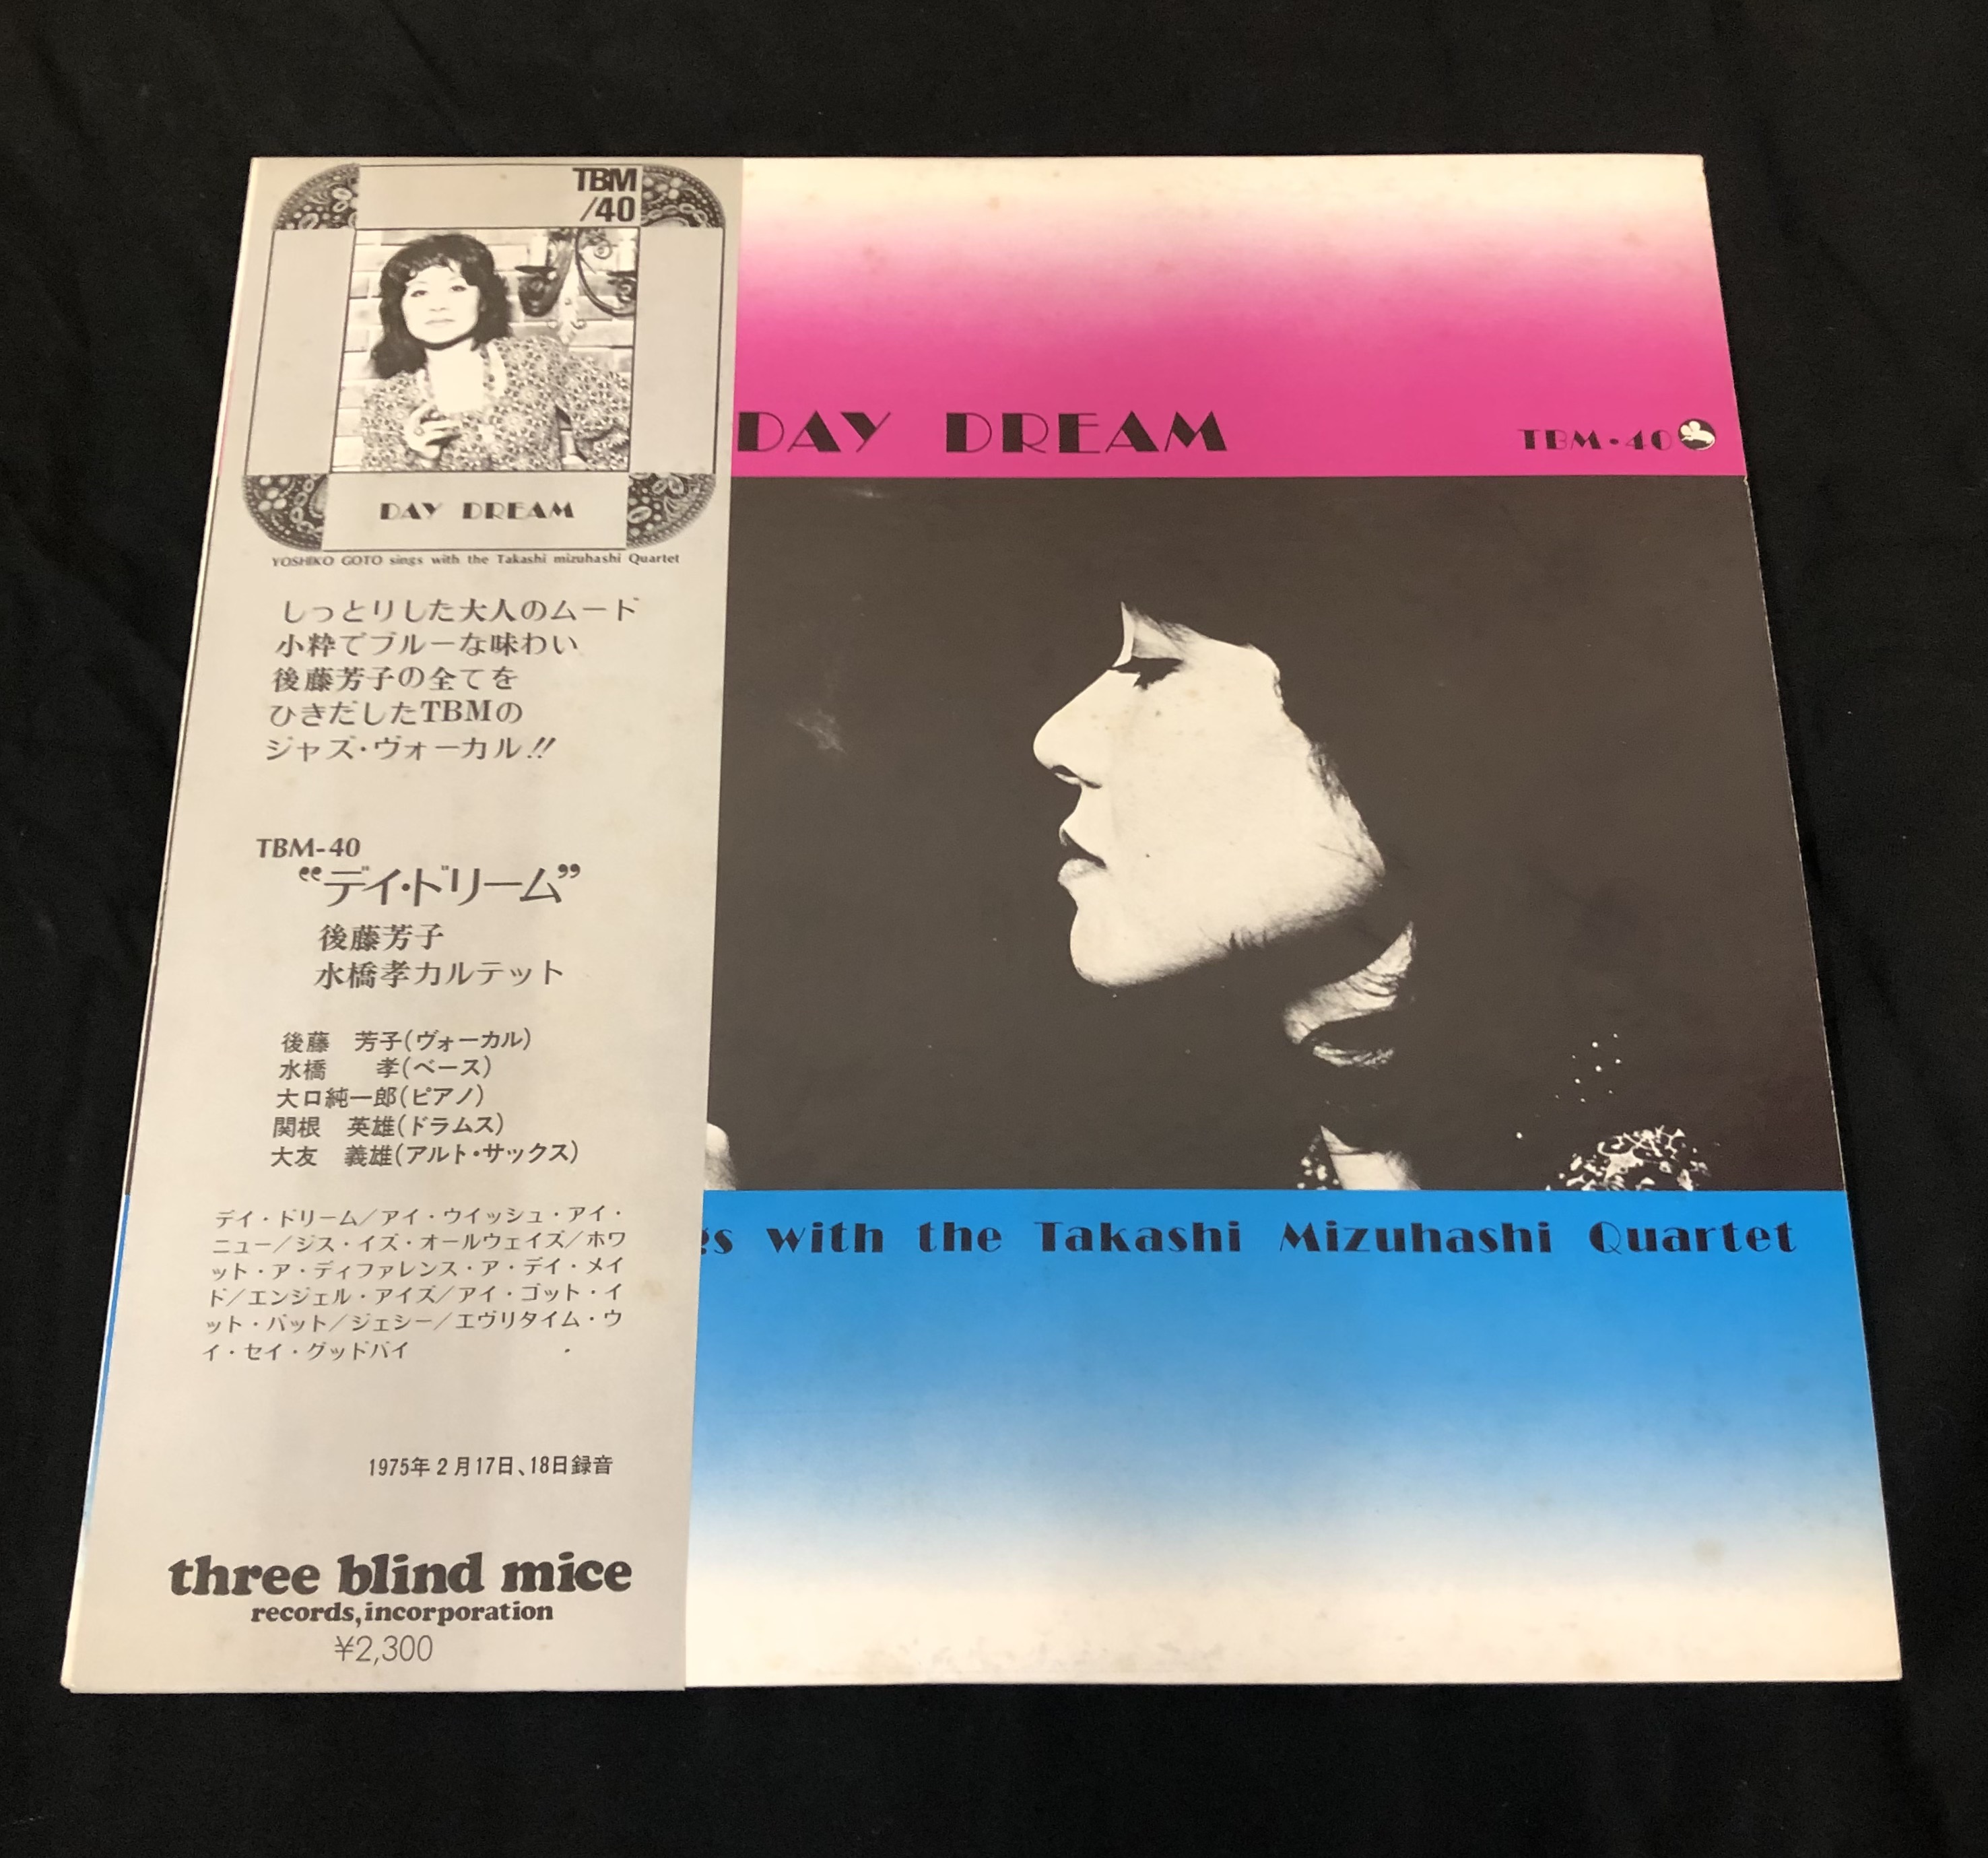 TBM
/40
DAY DREAM
YOSHIKO GOTO sings with the Takashi mizuhashi Quartet
しっとりした大人のムード
小粋でブルーな味わい
後藤芳子の全てを
ひきだしたTBMの
ジャズ・ヴォーカル!!
TBM-40
“デイ・ドリーム”
後藤芳子
水橋孝カルテット
後藤 芳子(ヴォーカル)
水橋 孝(ベース)
大口純一郎(ピアノ)
関根 英雄(ドラムス)
大友 義雄(アルト・サックス)
デイ・ドリーム/アイ・ウイッシュ・アイ・
ニュー/ジス・イズ・オールウェイズ/ホワ
ット・ア・ディファレンス・ア・デイ・メイ
ド/エンジェル・アイズ/アイ・ゴット・イ
ット・バット/ジェシー/エヴリタイム・ウ
イ・セイ・グッドバイ
1975年2月17日、18日録音
three blind mice
records,incorporation
¥2,300
DAY DREAM
TBM・40
gs with the Takashi Mizuhashi Quartet